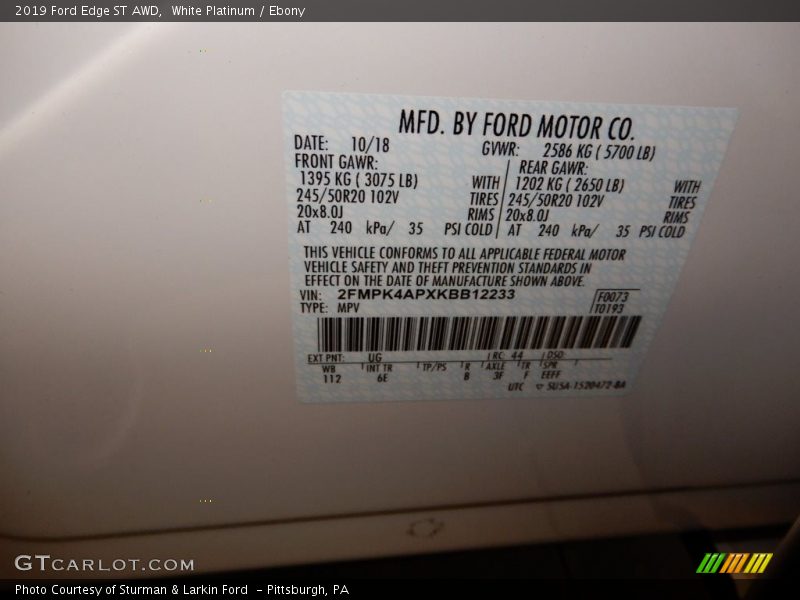 2019 Ford Edge ST AWD,  White Platinum / Ebony
MFD. BY FORD MOTOR CO.
DATE: 10/18 GVWR: 2586 KG ( 5700 LB)
FRONT GAWR: REAR GAWR:
1395 KG ( 3075 LB) WITH 1202 KG ( 2650 LB) WITH
245/50R20 102V TIRES 245/50R20 102V TIRES
20x8.0J RIMS 20x8.0J RIMS
AT 240 kPa/ 35 PSI COLD AT 240 kPa/ 35 PSI COLD
THIS VEHICLE CONFORMS TO ALL APPLICABLE FEDERAL MOTOR
VEHICLE SAFETY AND THEFT PREVENTION STANDARDS IN
EFFECT ON THE DATE OF MANUFACTURE SHOWN ABOVE.
VIN: 2FMPK4APXKBB12233 F0073
TYPE: MPV T0193
EXT PNT: UG RC: 44 DSO:
WB INT TR TP/PS R AXLE TR SPR
112 6E B 3F F EEFF
UTC 5U5A-1520472-BA
GTCARLOT.COM
Photo Courtesy of Sturman & Larkin Ford  - Pittsburgh, PA